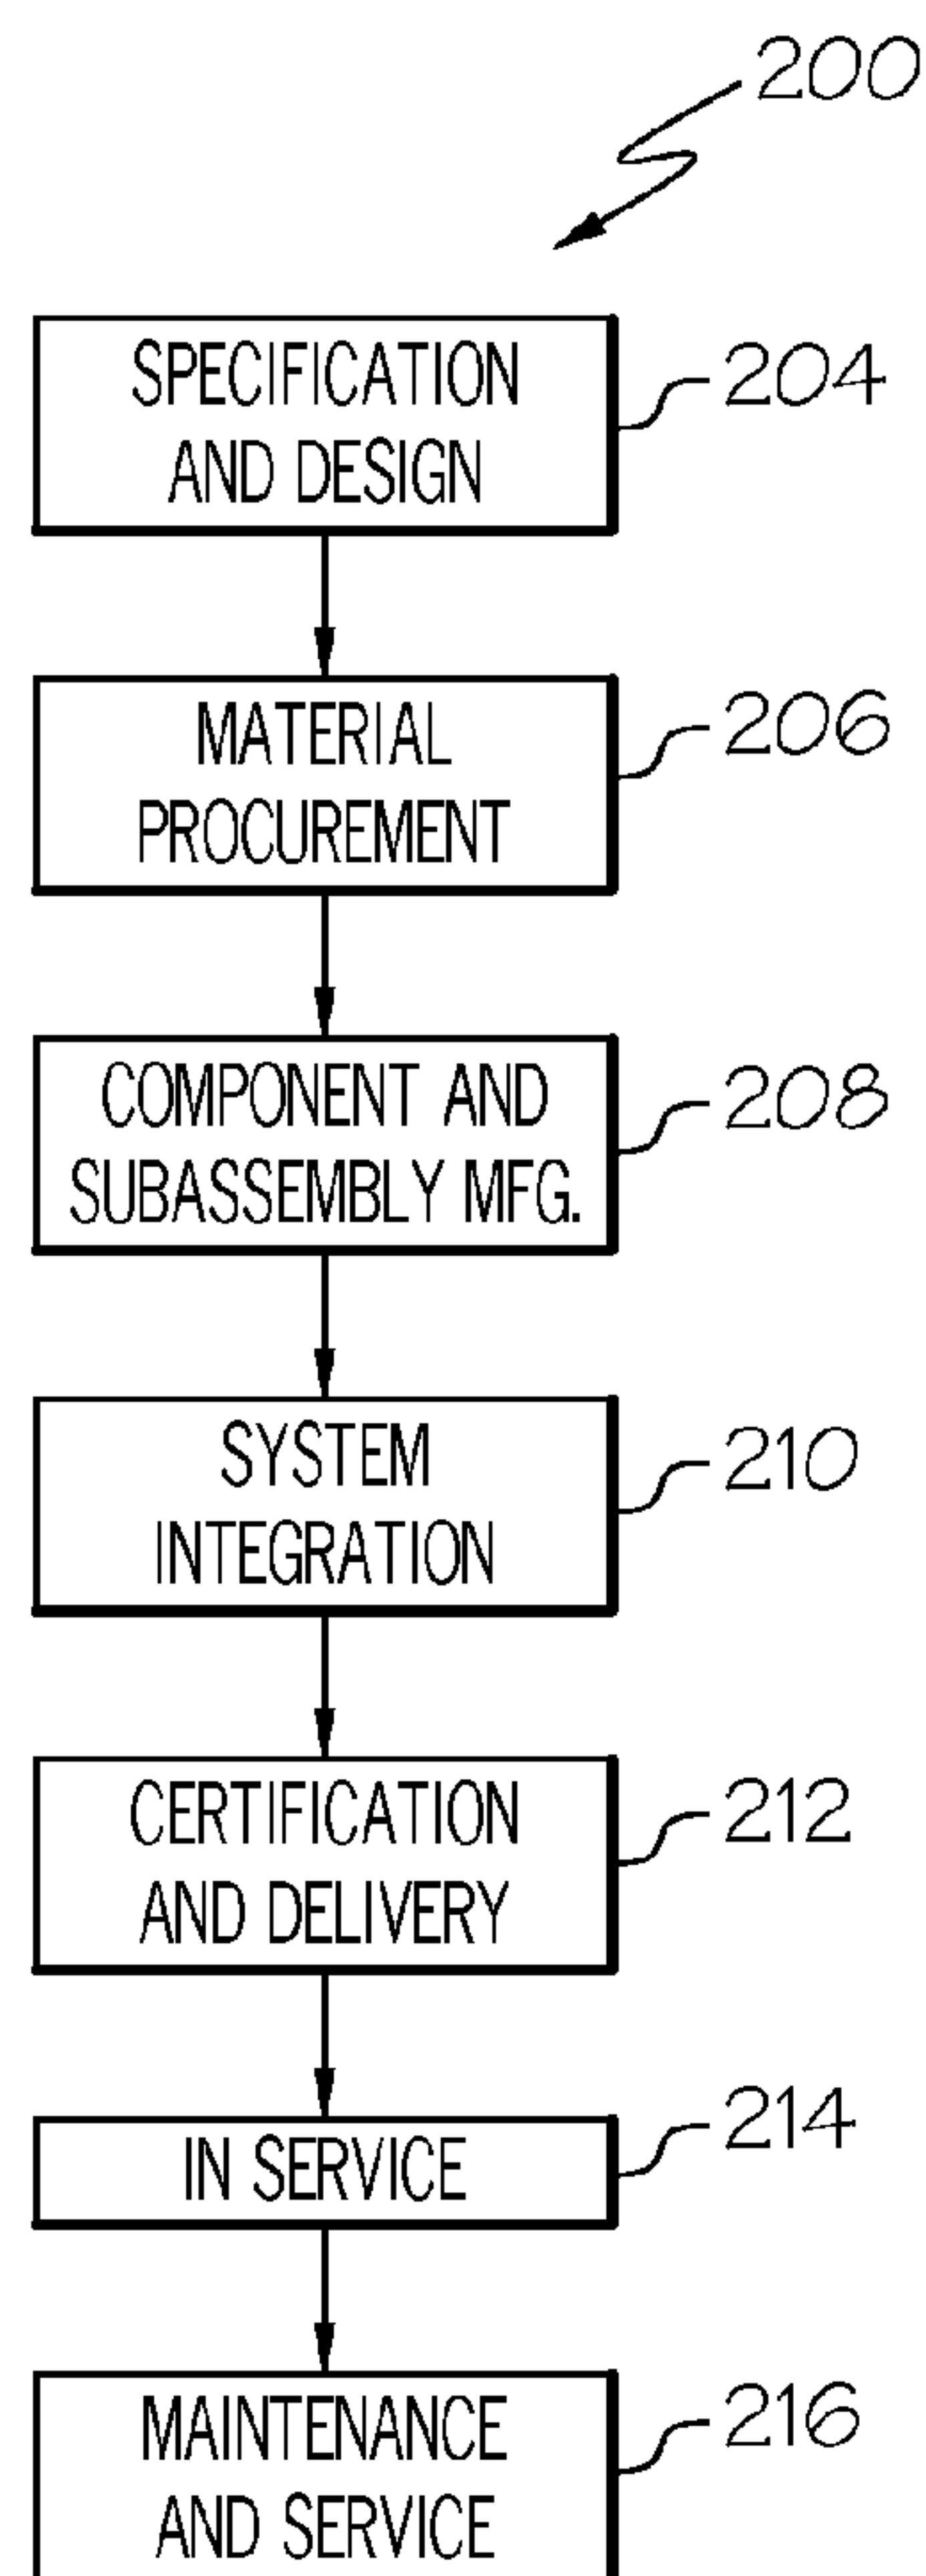 200
SPECIFICATION
AND DESIGN
204
MATERIAL
PROCUREMENT
206
COMPONENT AND
SUBASSEMBLY MFG.
208
SYSTEM
INTEGRATION
210
CERTIFICATION
AND DELIVERY
212
IN SERVICE
214
MAINTENANCE
AND SERVICE
216